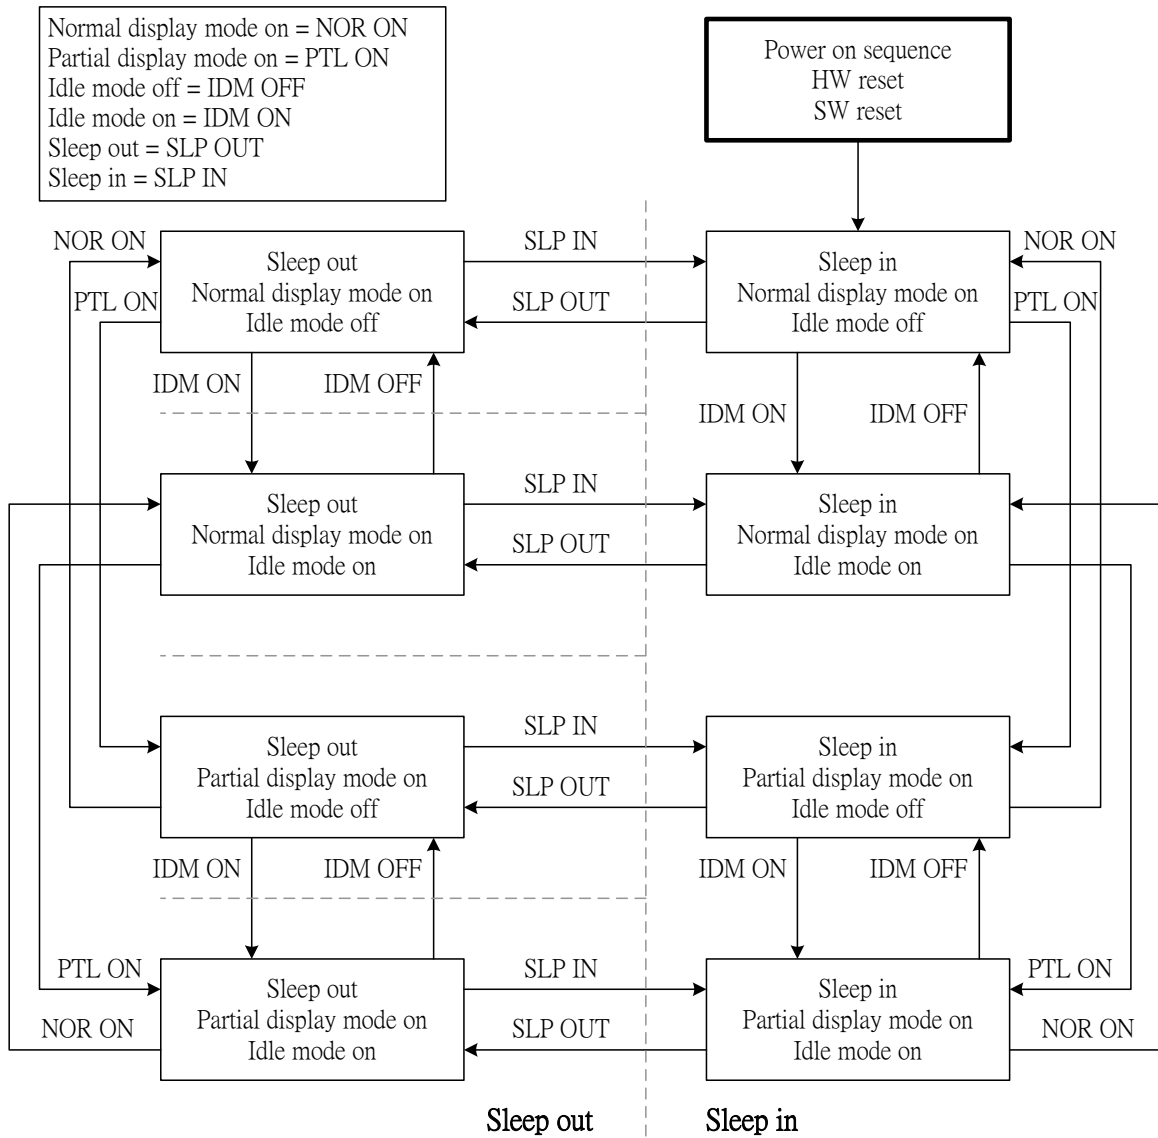 Normal display mode on = NOR ON
Partial display mode on = PTL ON
Idle mode off = IDM OFF
Idle mode on = IDM ON
Sleep out = SLP OUT
Sleep in = SLP IN
Power on sequence
HW reset
SW reset
NOR ON
PTL ON
Sleep out
Normal display mode on
Idle mode off
SLP IN
SLP OUT
Sleep in
Normal display mode on
Idle mode off
NOR ON
PTL ON
IDM ON
IDM OFF
IDM ON
IDM OFF
Sleep out
Normal display mode on
Idle mode on
SLP IN
SLP OUT
Sleep in
Normal display mode on
Idle mode on
Sleep out
Partial display mode on
Idle mode off
SLP IN
SLP OUT
Sleep in
Partial display mode on
Idle mode off
IDM ON
IDM OFF
IDM ON
IDM OFF
PTL ON
NOR ON
Sleep out
Partial display mode on
Idle mode on
SLP IN
SLP OUT
Sleep in
Partial display mode on
Idle mode on
PTL ON
NOR ON
Sleep out
Sleep in